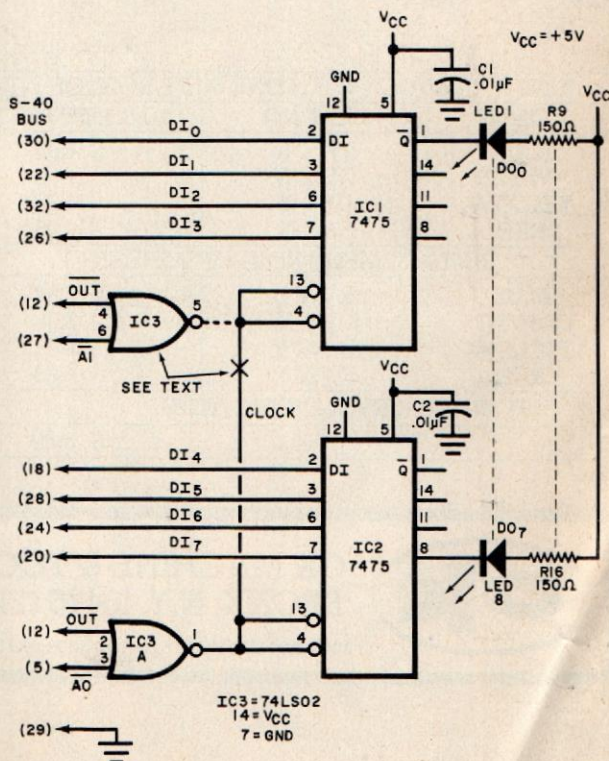 VCC
VCC=+5V
C1
.01µF
GND
VCC
12
5
S-40
BUS
LED1
R9
150Ω
(30)
DI0
2
DI
Q̅
1
DO0
(22)
DI1
3
14
(32)
DI2
6
IC1
7475
11
(26)
DI3
7
8
13
OUT
(12)
4
IC3
5
4
(27)
6
AI
SEE TEXT
VCC
CLOCK
GND
C2
.01µF
12
5
(18)
DI4
2
DI
Q̅
1
(28)
DI5
3
14
(24)
DI6
6
11
DO7
(20)
DI7
7
IC2
7475
8
LED
8
R16
150Ω
OUT
13
(12)
2
IC3
A
1
4
(5)
3
A0
IC3=74LS02
14=VCC
7=GND
(29)